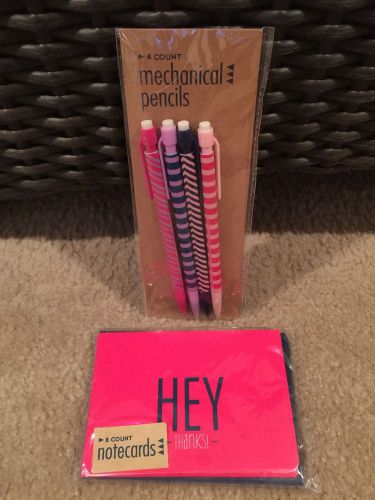 ▶ 4 COUNT
mechanical
pencils
HEY
– THANKS! –
▶ 8 COUNT
notecards